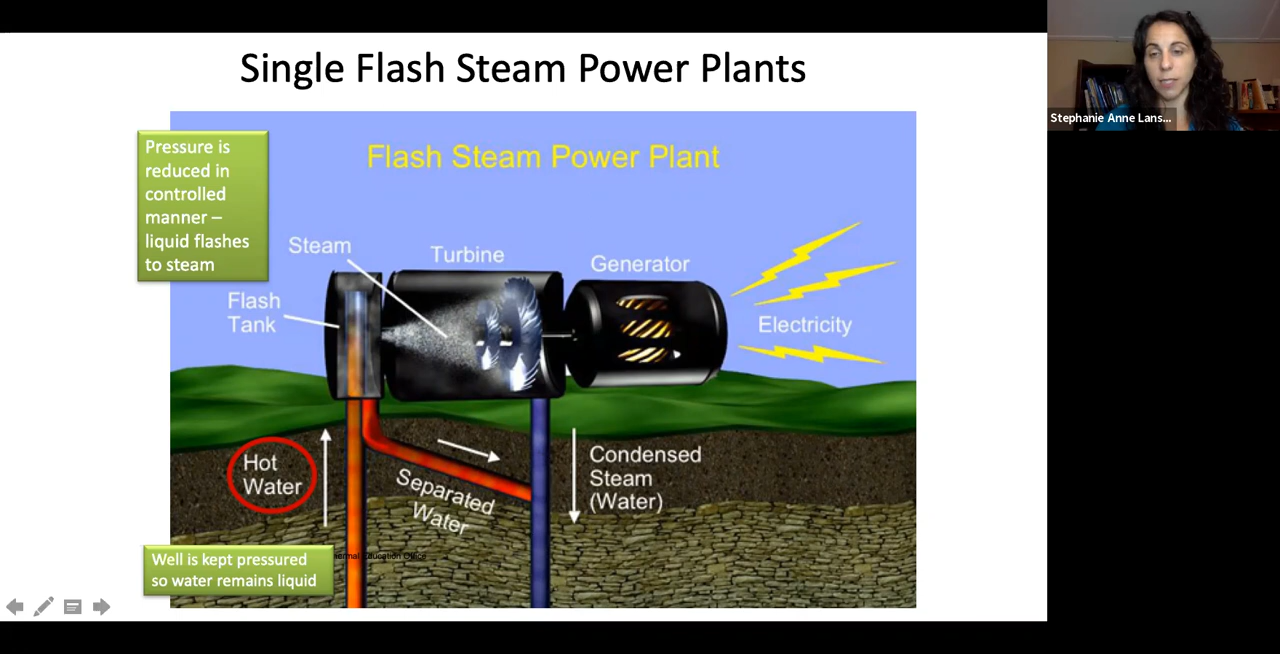 Single Flash Steam Power Plants
Stephanie Anne Lans...
Pressure is
reduced in
controlled
manner –
liquid flashes
to steam
Flash Steam Power Plant
Steam
Turbine
Generator
Flash
Tank
Electricity
Hot
Water
Separated
Water
Condensed
Steam
(Water)
Education Office
Well is kept pressured
so water remains liquid